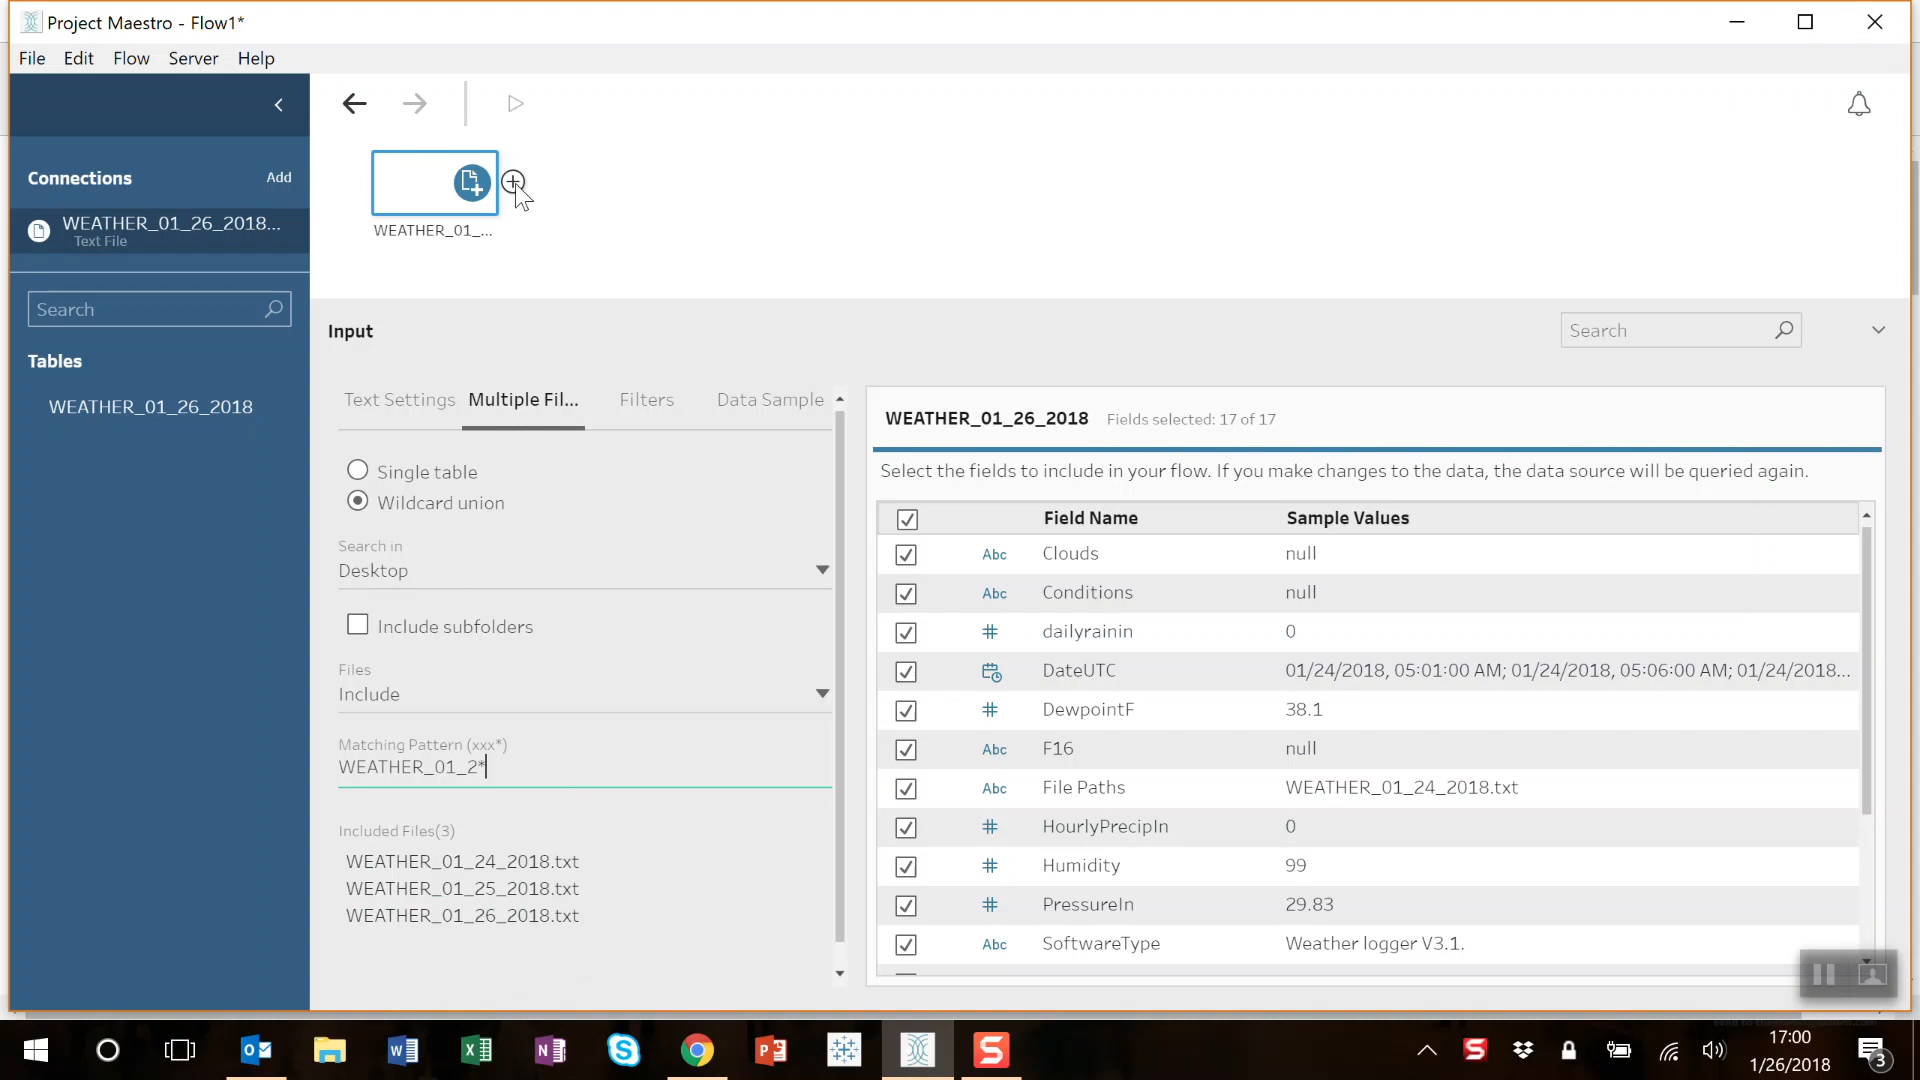 Project Maestro - Flow1*
File Edit Flow Server Help
Connections Add
WEATHER_01_26_2018...
Text File
Search
Tables
WEATHER_01_26_2018
WEATHER_01_...
Input
Search
Text Settings Multiple Fil... Filters Data Sample
Single table
Wildcard union
Search in
Desktop
Include subfolders
Files
Include
Matching Pattern (xxx*)
WEATHER_01_2*
Included Files(3)
WEATHER_01_24_2018.txt
WEATHER_01_25_2018.txt
WEATHER_01_26_2018.txt
WEATHER_01_26_2018 Fields selected: 17 of 17
Select the fields to include in your flow. If you make changes to the data, the data source will be queried again.
Field Name Sample Values
Abc Clouds null
Abc Conditions null
# dailyrainin 0
DateUTC 01/24/2018, 05:01:00 AM; 01/24/2018, 05:06:00 AM; 01/24/2018...
# DewpointF 38.1
Abc F16 null
Abc File Paths WEATHER_01_24_2018.txt
# HourlyPrecipIn 0
# Humidity 99
# PressureIn 29.83
Abc SoftwareType Weather logger V3.1.
17:00
1/26/2018
3